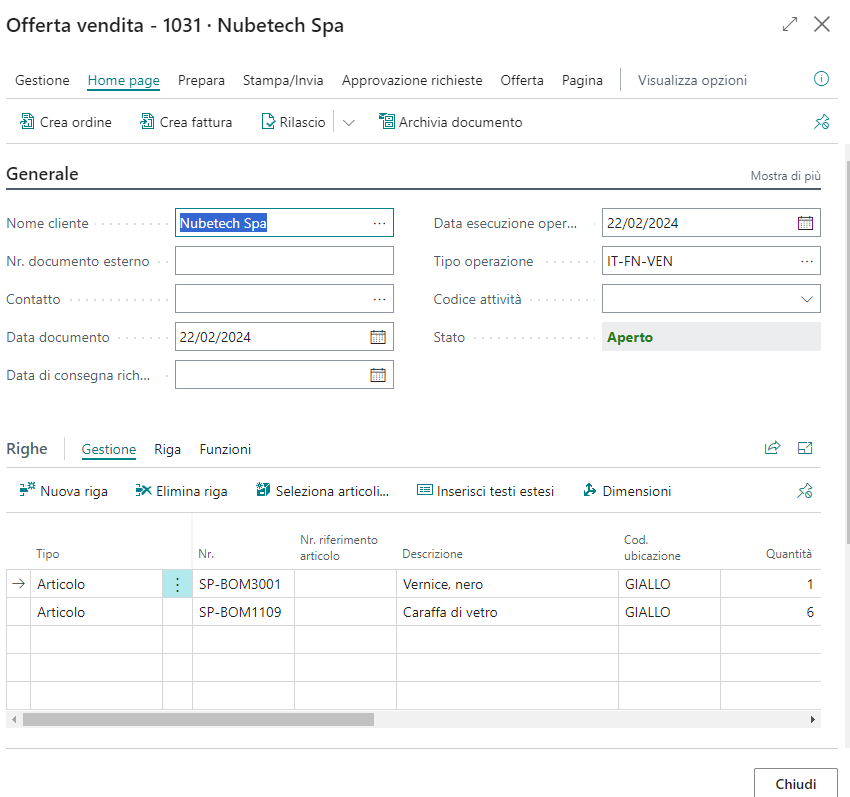 Offerta vendita - 1031 · Nubetech Spa
Gestione Home page Prepara Stampa/Invia Approvazione richieste Offerta Pagina Visualizza opzioni
Crea ordine Crea fattura Rilascio Archivia documento
Generale Mostra di più
Nome cliente Nubetech Spa Data esecuzione oper... 22/02/2024
Nr. documento esterno Tipo operazione IT-FN-VEN
Contatto Codice attività
Data documento 22/02/2024 Stato Aperto
Data di consegna rich...
Righe Gestione Riga Funzioni
Nuova riga Elimina riga Seleziona articoli... Inserisci testi estesi Dimensioni
Tipo Nr. Nr. riferimento articolo Descrizione Cod. ubicazione Quantità
Articolo SP-BOM3001 Vernice, nero GIALLO 1
Articolo SP-BOM1109 Caraffa di vetro GIALLO 6
Chiudi